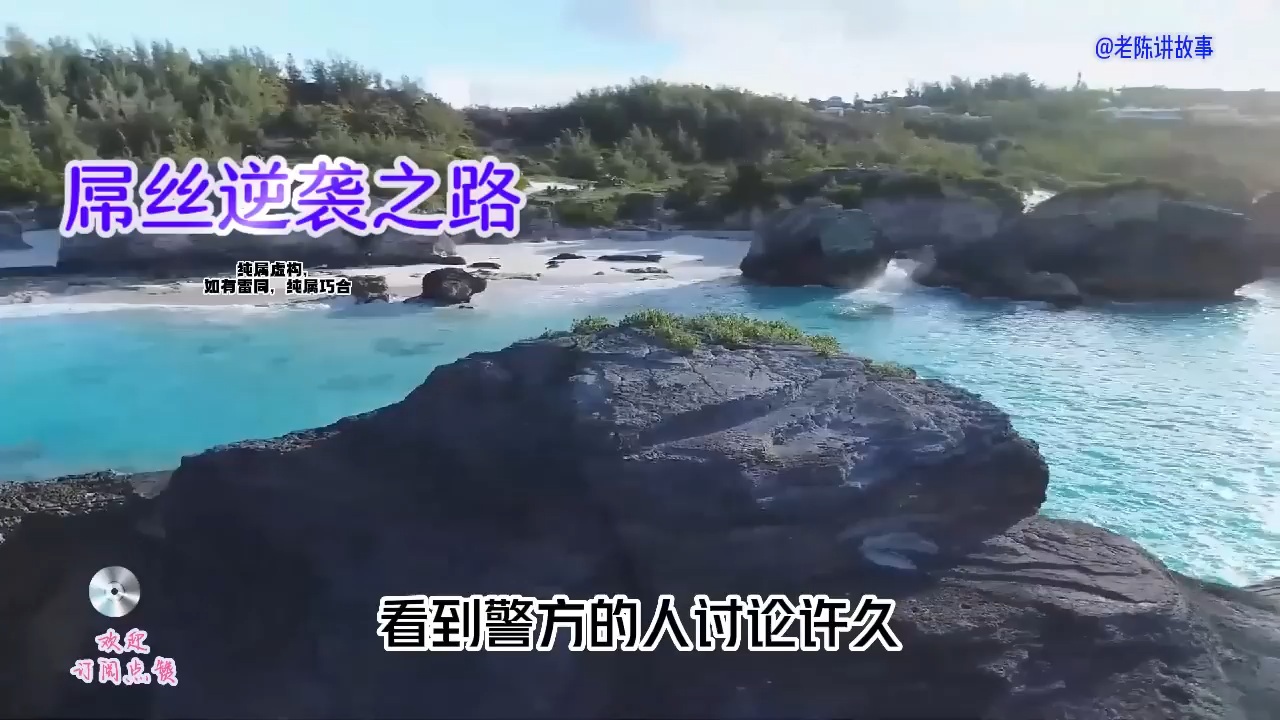 @老陈讲故事
屌丝逆袭之路
纯属虚构，
如有雷同，纯属巧合
看到警方的人讨论许久
欢迎
订阅点赞